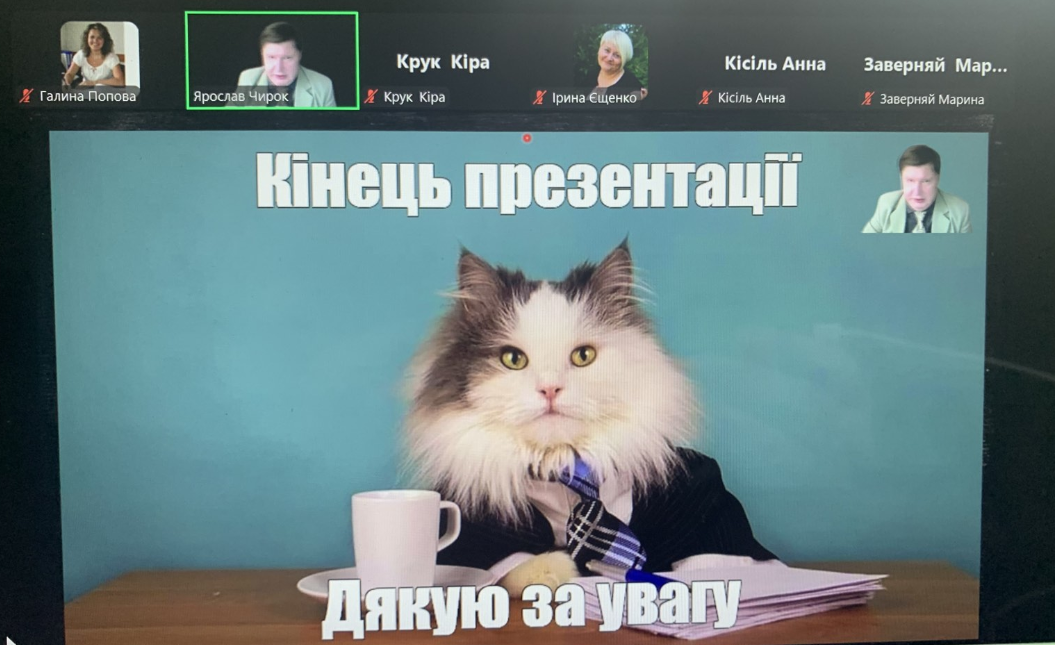 Крук Кіра
Кісіль Анна
Заверняй Мар...
Галина Попова
Ярослав Чирок
Крук Кіра
Ірина Єщенко
Кісіль Анна
Заверняй Марина
Кінець презентації
Дякую за увагу